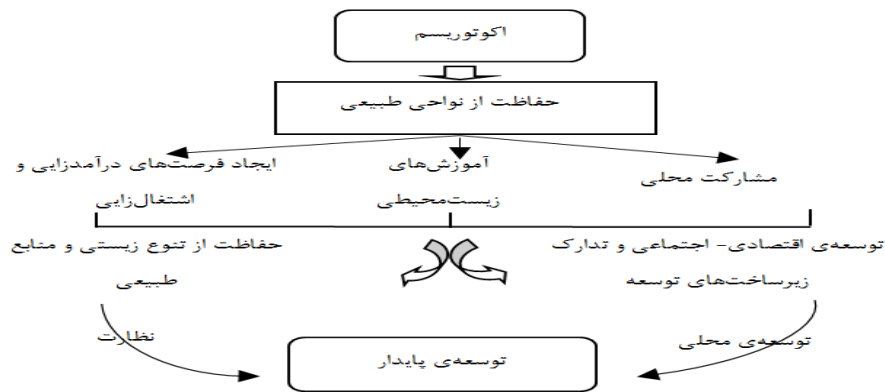 اکوتوریسم
حفاظت از نواحی طبیعی
مشارکت محلی
آموزش‌های
زیست‌محیطی
ایجاد فرصت‌های درآمدزایی و
اشتغال‌زایی
توسعه‌ی اقتصادی- اجتماعی و تدارک
زیرساخت‌های توسعه
حفاظت از تنوع زیستی و منابع
طبیعی
توسعه‌ی محلی
نظارت
توسعه‌ی پایدار